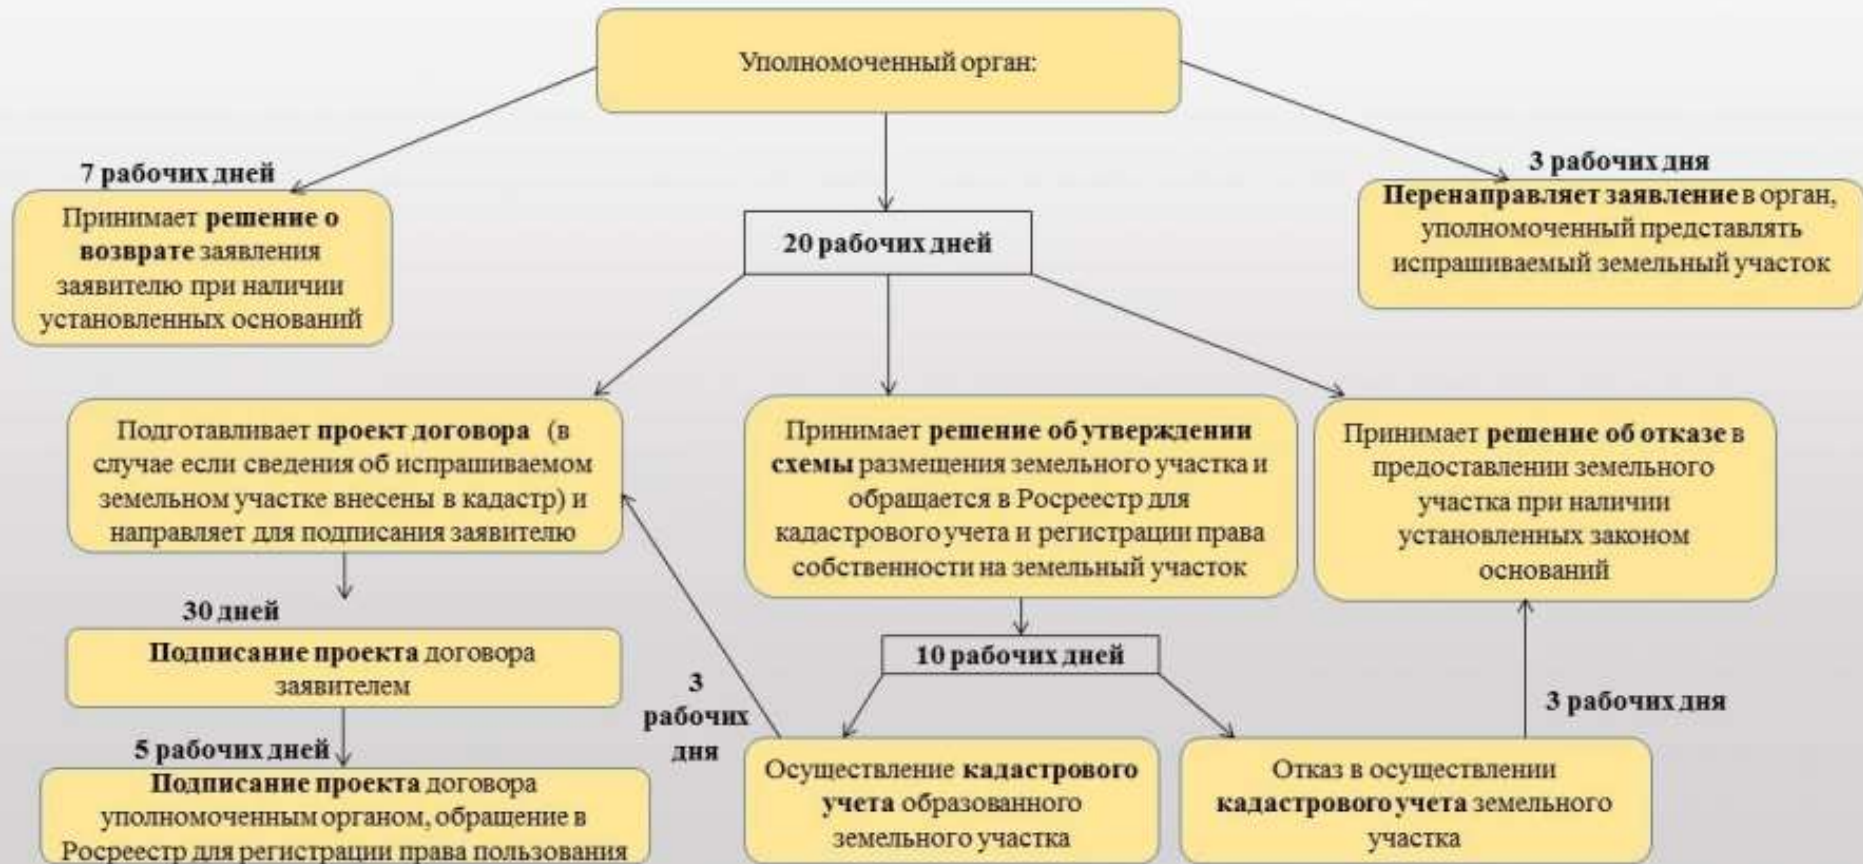 Уполномоченный орган:
7 рабочих дней
Принимает решение о
возврате заявления
заявителю при наличии
установленных оснований
20 рабочих дней
3 рабочих дня
Перенаправляет заявление в орган,
уполномоченный представлять
испрашиваемый земельный участок
Подготавливает проект договора (в
случае если сведения об испрашиваемом
земельном участке внесены в кадастр) и
направляет для подписания заявителю
Принимает решение об утверждении
схемы размещения земельного участка и
обращается в Росреестр для
кадастрового учета и регистрации права
собственности на земельный участок
Принимает решение об отказе в
предоставлении земельного
участка при наличии
установленных законом
оснований
30 дней
Подписание проекта договора
заявителем
5 рабочих дней
Подписание проекта договора
уполномоченным органом, обращение в
Росреестр для регистрации права пользования
3
рабочих
дня
10 рабочих дней
3 рабочих дня
Осуществление кадастрового
учета образованного
земельного участка
Отказ в осуществлении
кадастрового учета земельного
участка